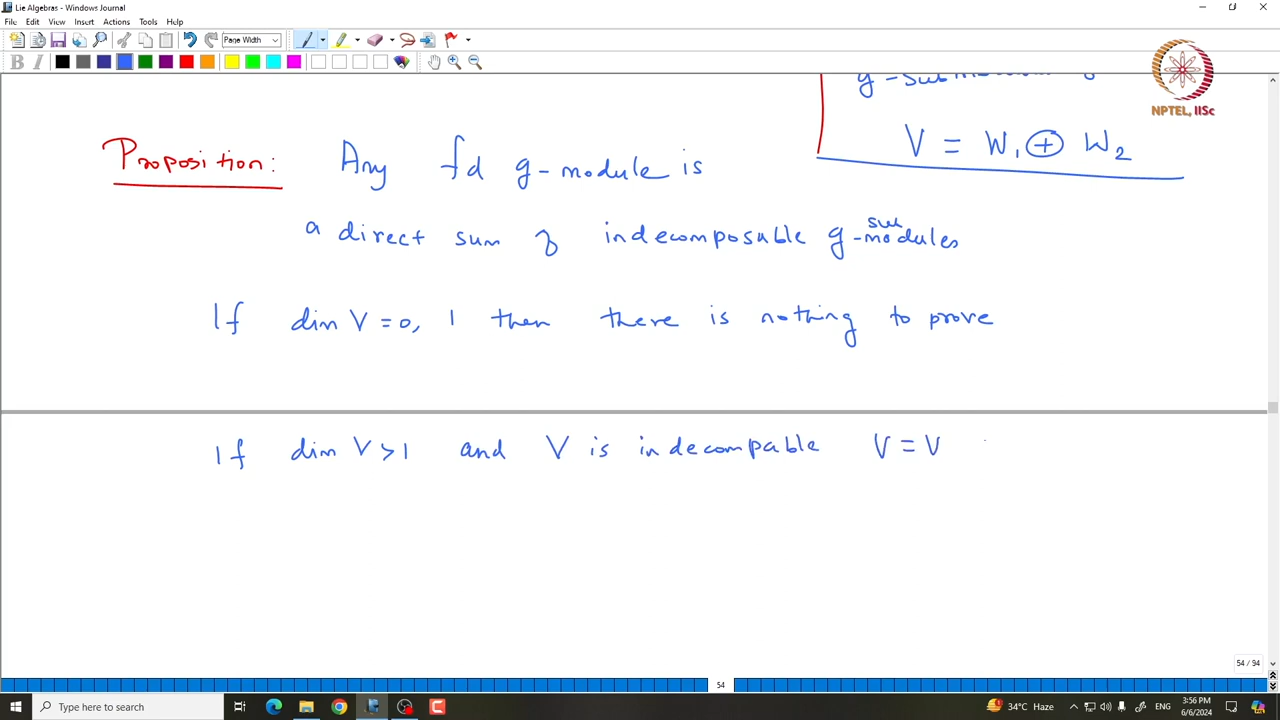 Lie Algebras - Windows Journal
File Edit View Insert Actions Tools Help
Page Width
B I
NPTEL, IISc
V = W1 ⊕ W2
Proposition: Any fd g-module is
a direct sum of indecomposable g-submodules
If dim V = 0, 1 then there is nothing to prove
If dim V > 1 and V is indecompable V = V
54 / 94
54
Type here to search
34°C Haze
ENG
3:56 PM
6/6/2024